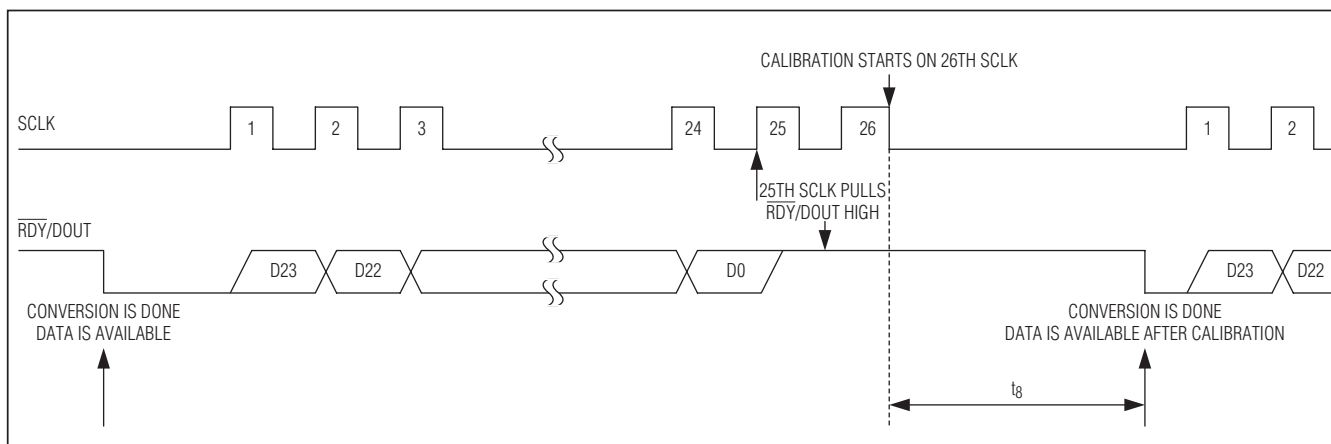 CALIBRATION STARTS ON 26TH SCLK
SCLK
1 2 3 24 25 26 1 2
25TH SCLK PULLS
RDY/DOUT HIGH
RDY/DOUT
D23 D22 D0 D23 D22
CONVERSION IS DONE
DATA IS AVAILABLE
CONVERSION IS DONE
DATA IS AVAILABLE AFTER CALIBRATION
t8